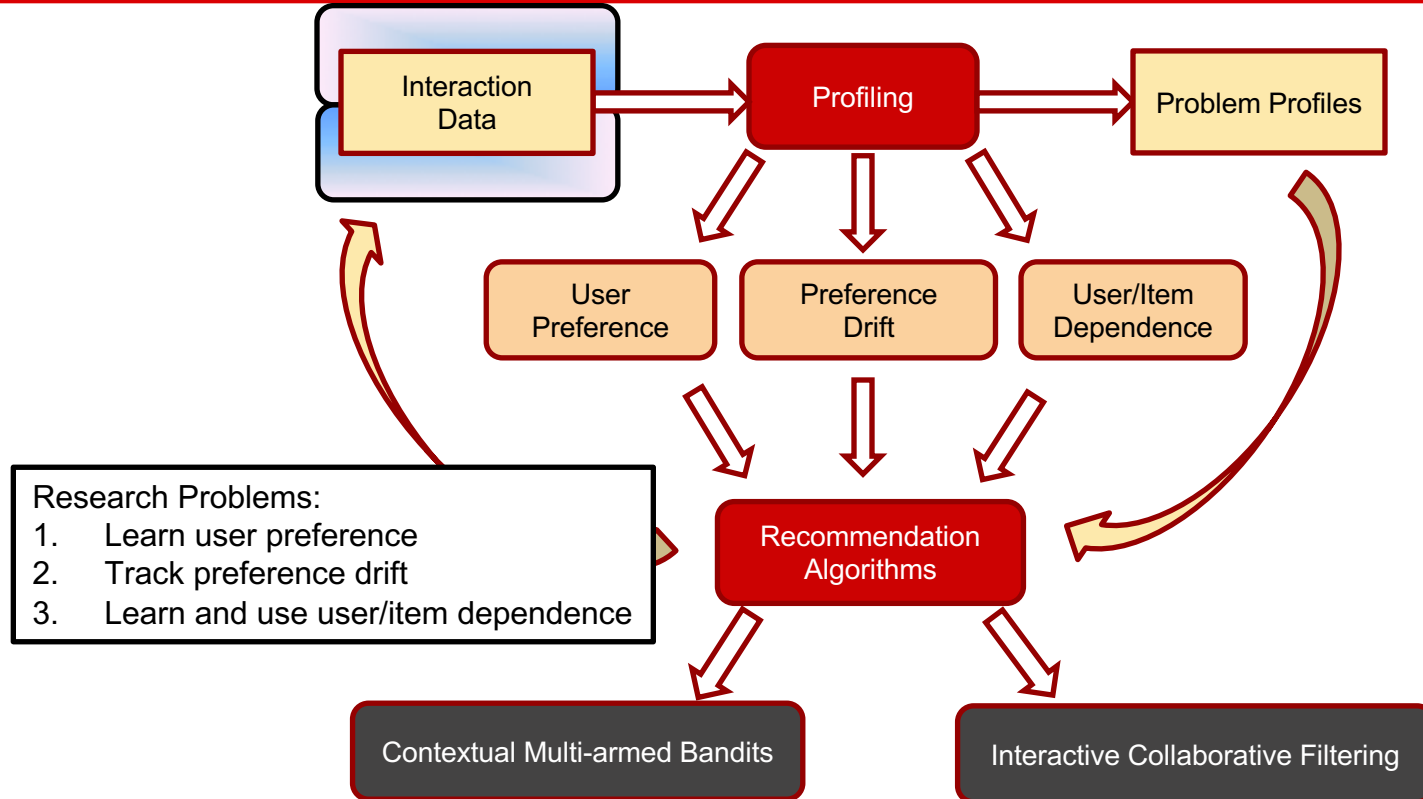 Interaction
Data
Profiling
Problem Profiles
User
Preference
Preference
Drift
User/Item
Dependence
Research Problems:
1. Learn user preference
2. Track preference drift
3. Learn and use user/item dependence
Recommendation
Algorithms
Contextual Multi-armed Bandits
Interactive Collaborative Filtering